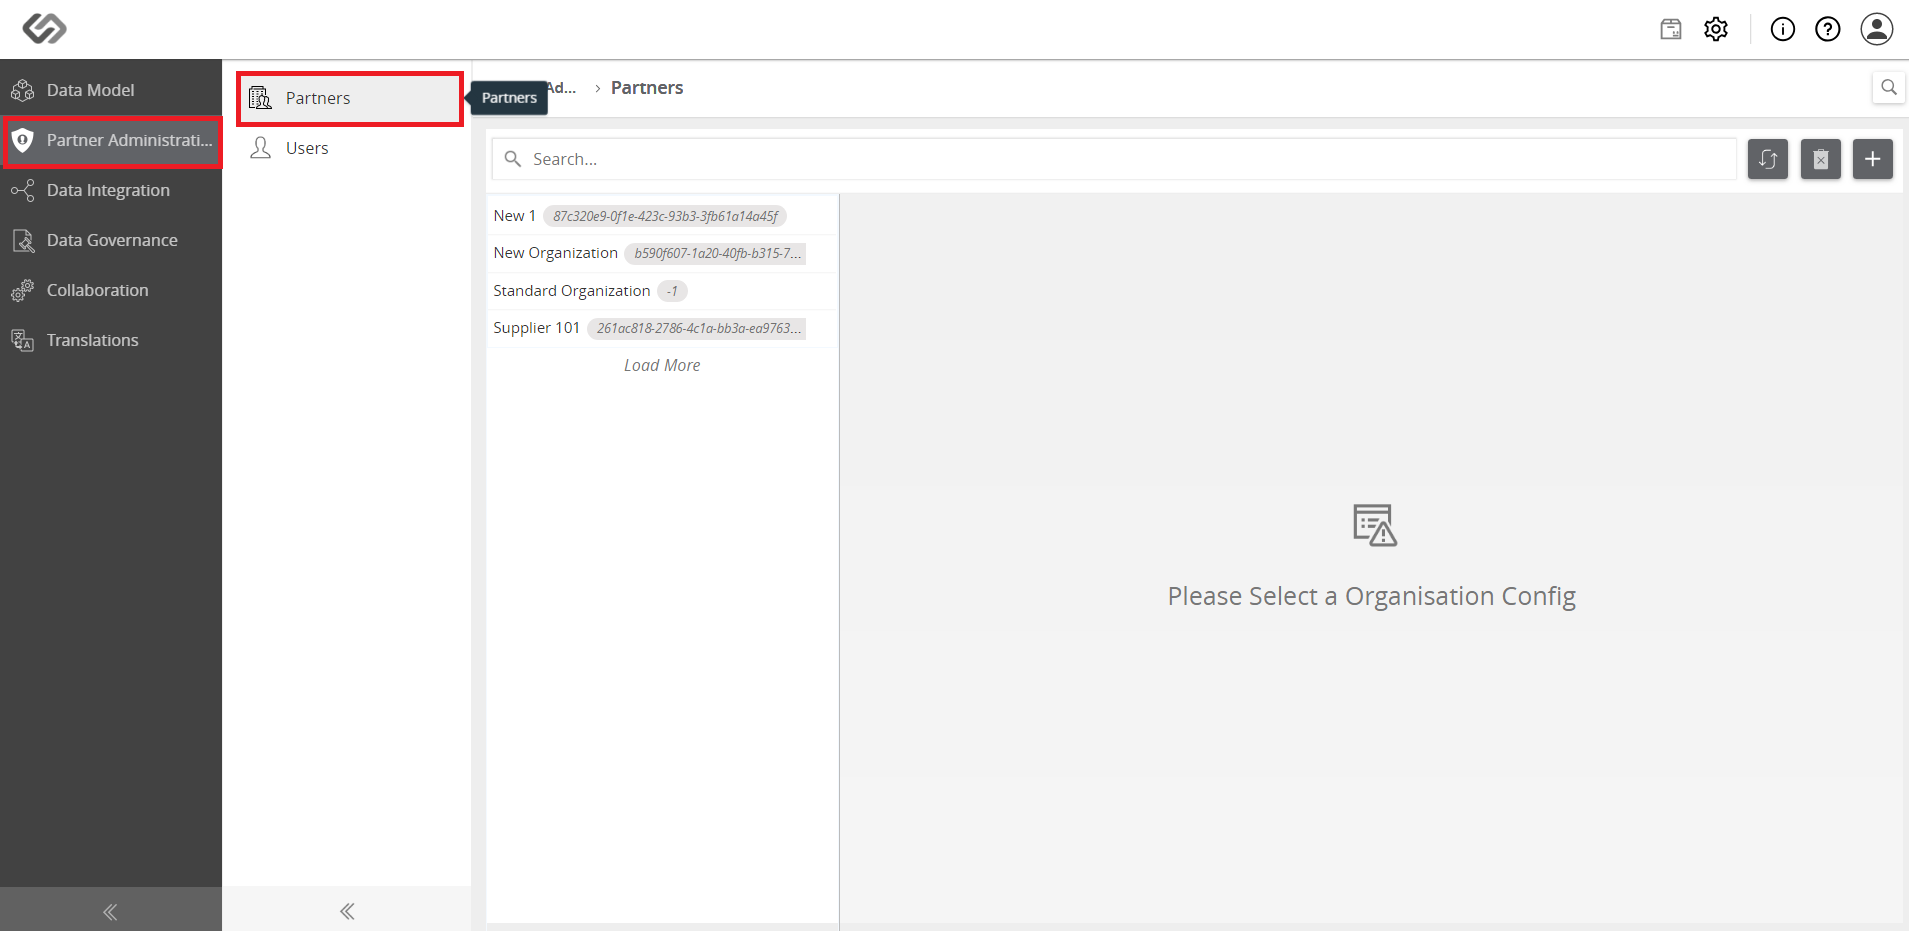 Data Model
Partner Administrati...
Data Integration
Data Governance
Collaboration
Translations
Partners
Users
Partners
Ad...
› Partners
Search...
New 1 87c320e9-0f1e-423c-93b3-3fb61a14a45f
New Organization b590f607-1a20-40fb-b315-7...
Standard Organization -1
Supplier 101 261ac818-2786-4c1a-bb3a-ea9763...
Load More
Please Select a Organisation Config